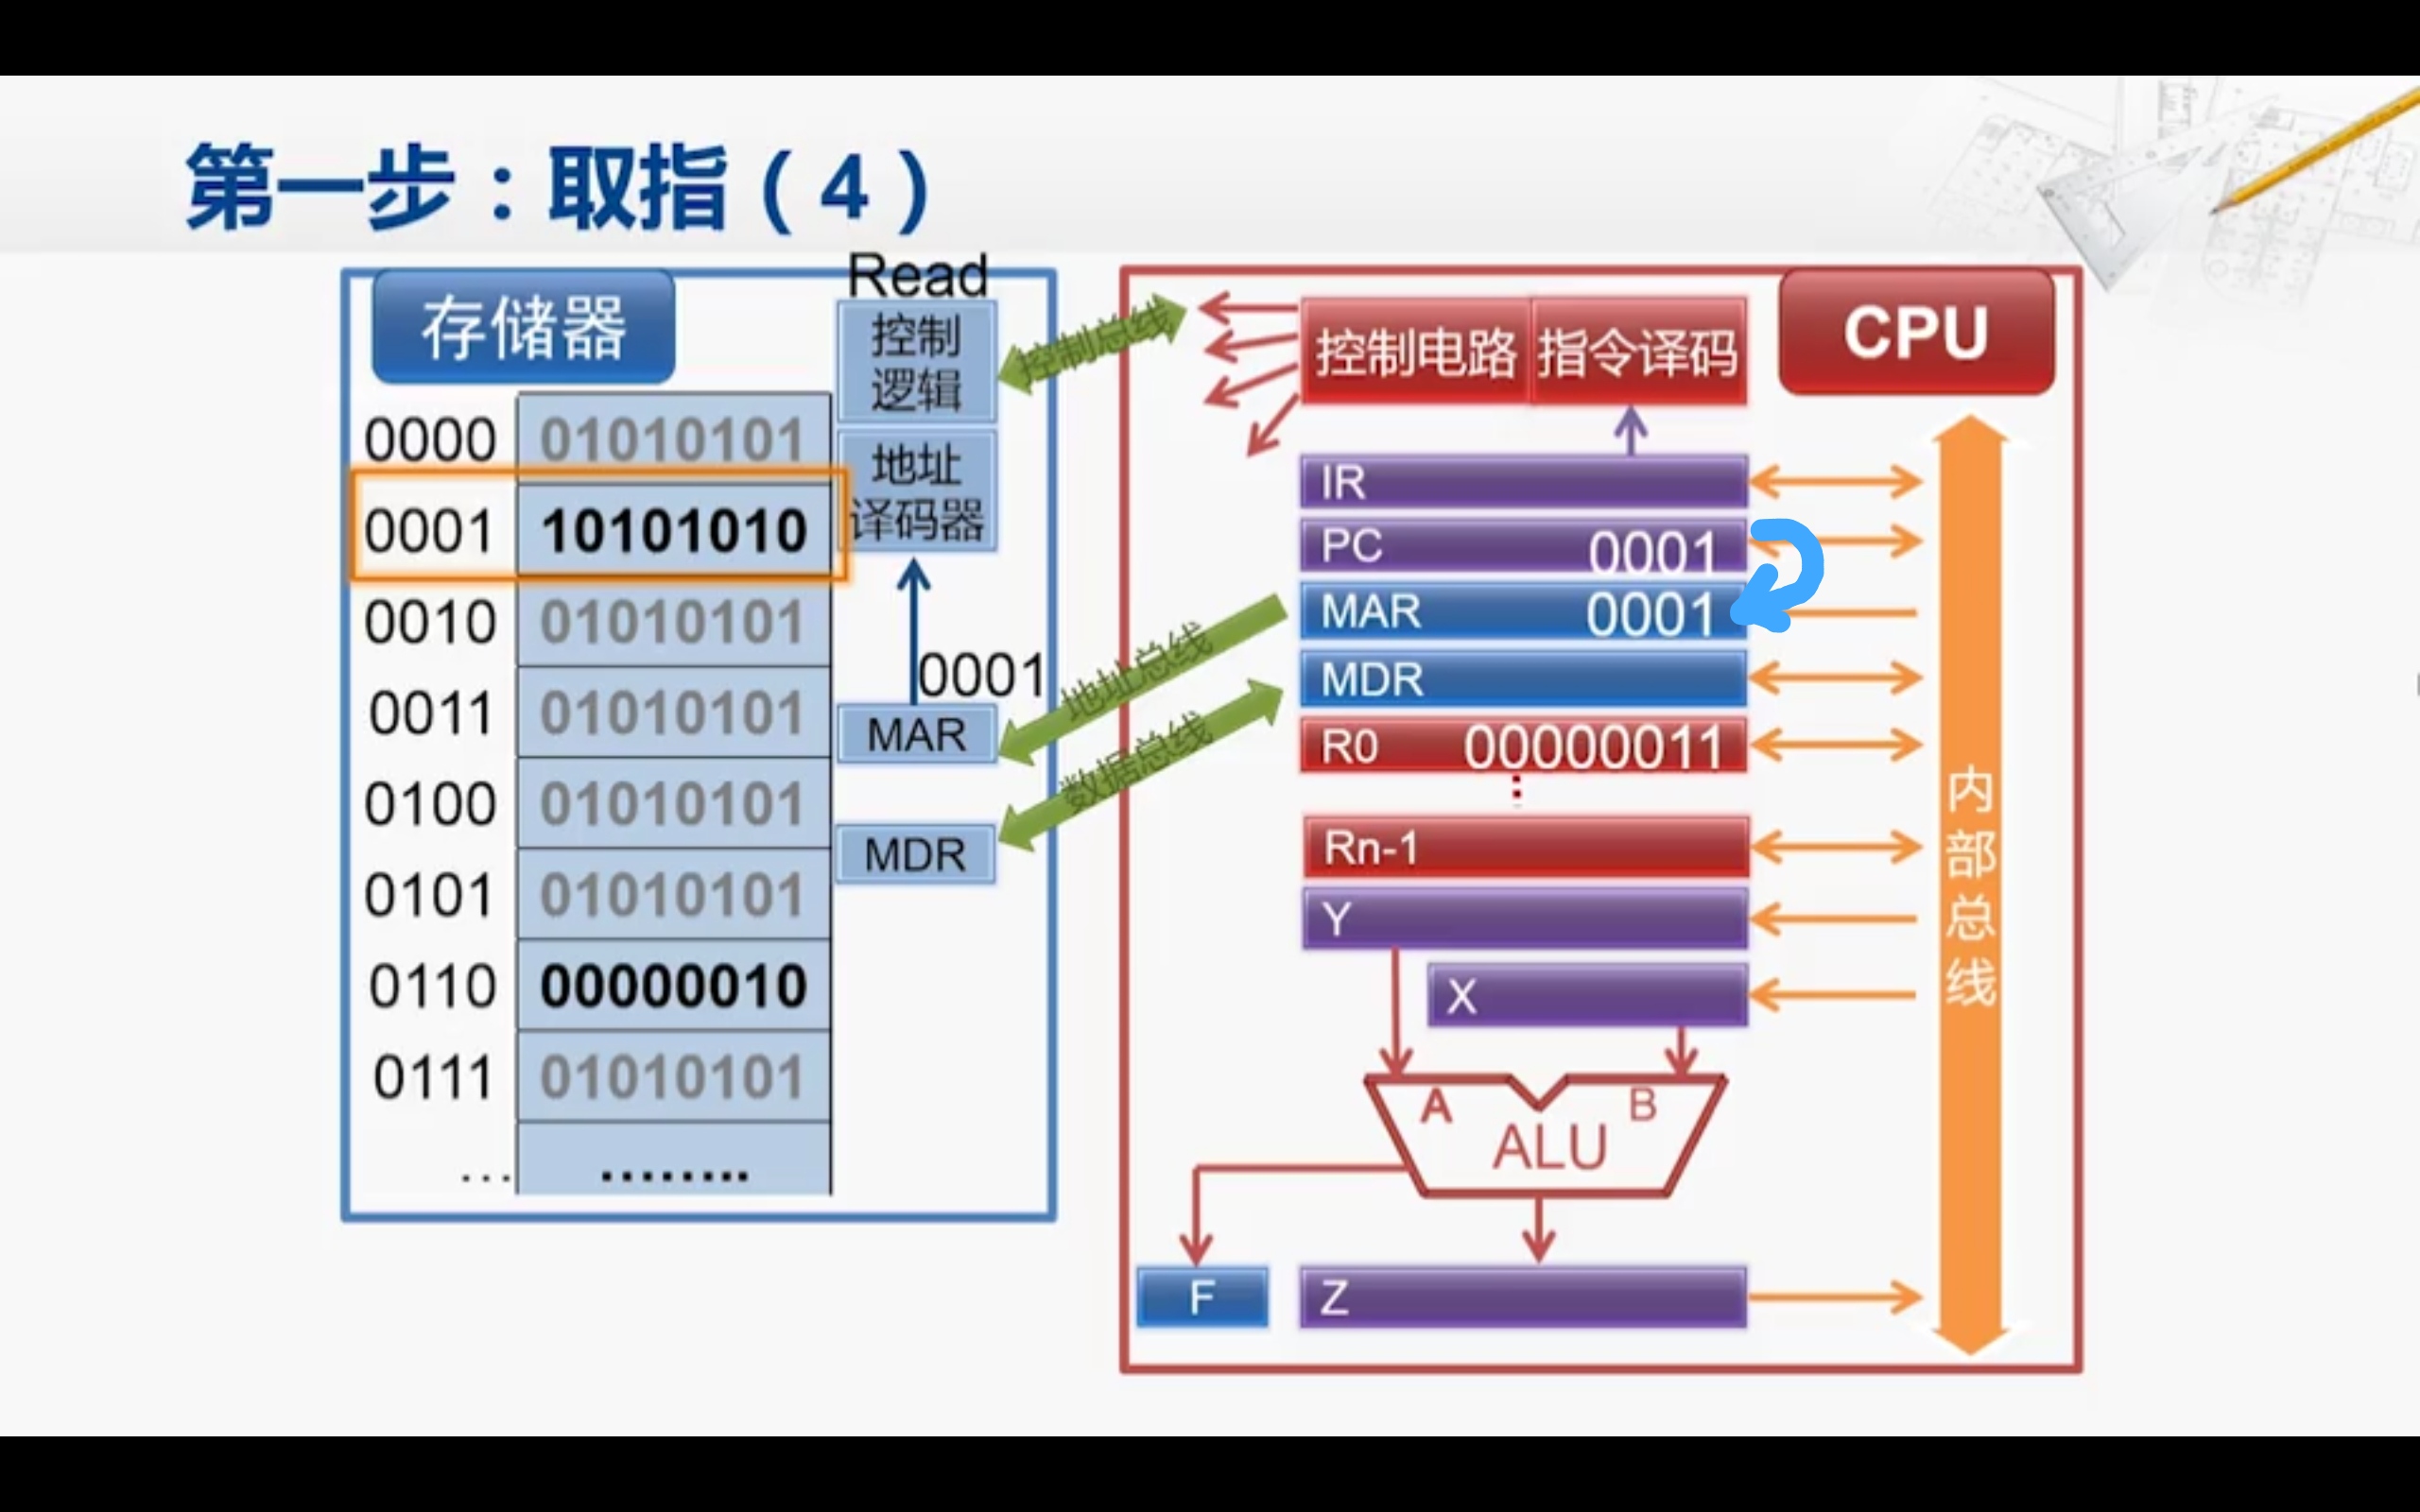 第一步：取指（4）
存储器
Read
控制
逻辑
地址
译码器
0001
MAR
MDR
0000 01010101
0001 10101010
0010 01010101
0011 01010101
0100 01010101
0101 01010101
0110 00000010
0111 01010101
... ........
控制总线
地址总线
数据总线
CPU
控制电路 指令译码
IR
PC 0001
MAR 0001
MDR
R0 00000011
Rn-1
Y
X
A B
ALU
F
Z
内部总线